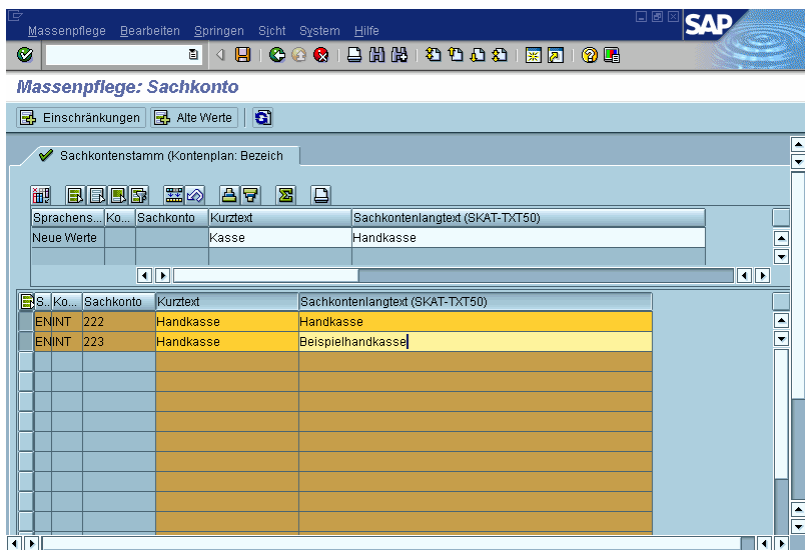 Massenpflege Bearbeiten Springen Sicht System Hilfe
SAP
Massenpflege: Sachkonto
Einschränkungen Alte Werte
Sachkontenstamm (Kontenplan: Bezeich
Sprachens... Ko... Sachkonto Kurztext Sachkontenlangtext (SKAT-TXT50)
Neue Werte Kasse Handkasse
S.. Ko... Sachkonto Kurztext Sachkontenlangtext (SKAT-TXT50)
EN INT 222 Handkasse Handkasse
EN INT 223 Handkasse Beispielhandkasse